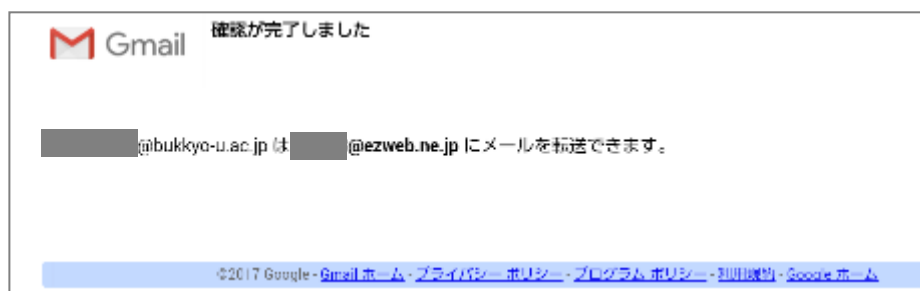 Gmail 確認が完了しました
@bukkyo-u.ac.jp は @ezweb.ne.jp にメールを転送できます。
©2017 Google - Gmail ホーム - プライバシー ポリシー - プログラム ポリシー - 利用規約 - Google ホーム